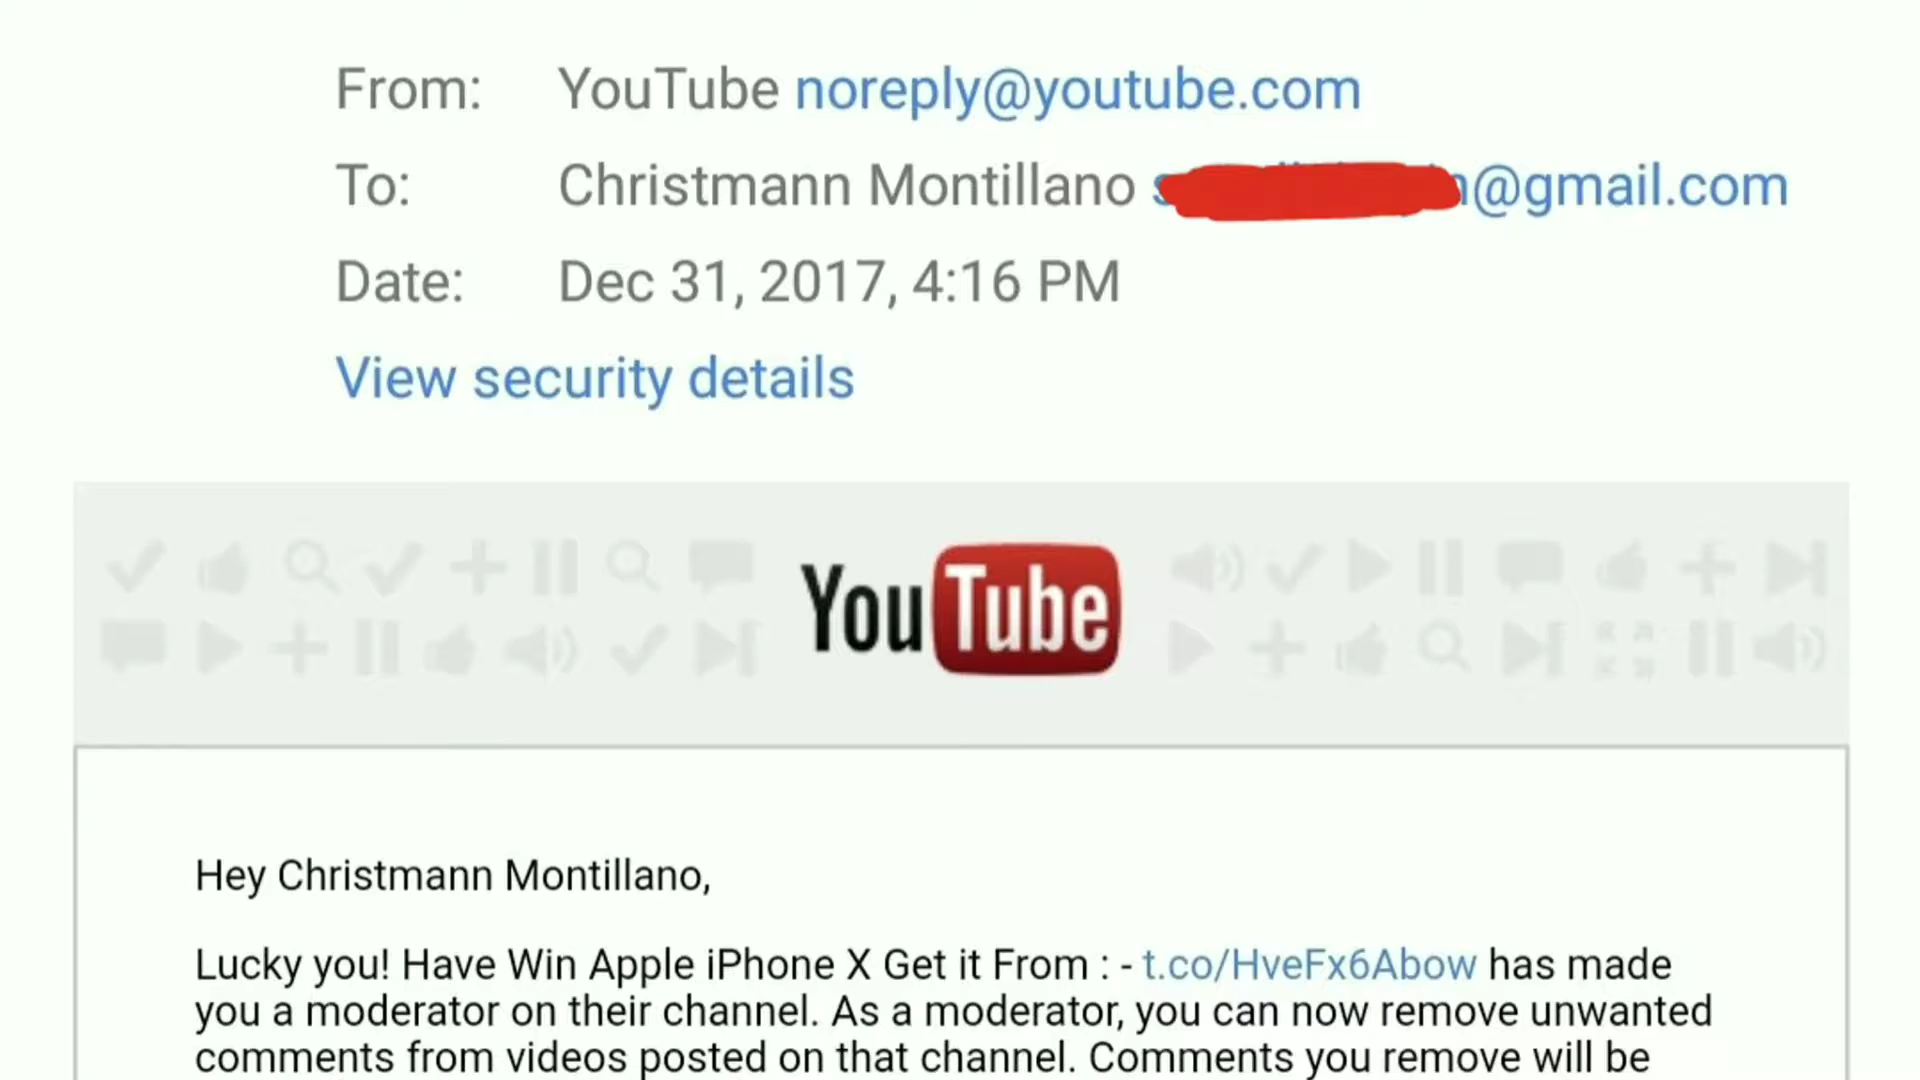 From: YouTube noreply@youtube.com
To: Christmann Montillano @gmail.com
Date: Dec 31, 2017, 4:16 PM
View security details
YouTube
Hey Christmann Montillano,
Lucky you! Have Win Apple iPhone X Get it From : - t.co/HveFx6Abow has made
you a moderator on their channel. As a moderator, you can now remove unwanted
comments from videos posted on that channel. Comments you remove will be